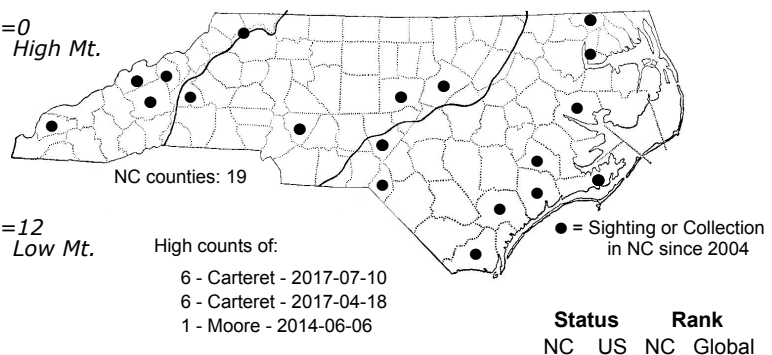 =0
High Mt.
NC counties: 19
=12
Low Mt.
High counts of:
6 - Carteret - 2017-07-10
6 - Carteret - 2017-04-18
1 - Moore - 2014-06-06
● = Sighting or Collection
in NC since 2004
Status Rank
NC US NC Global